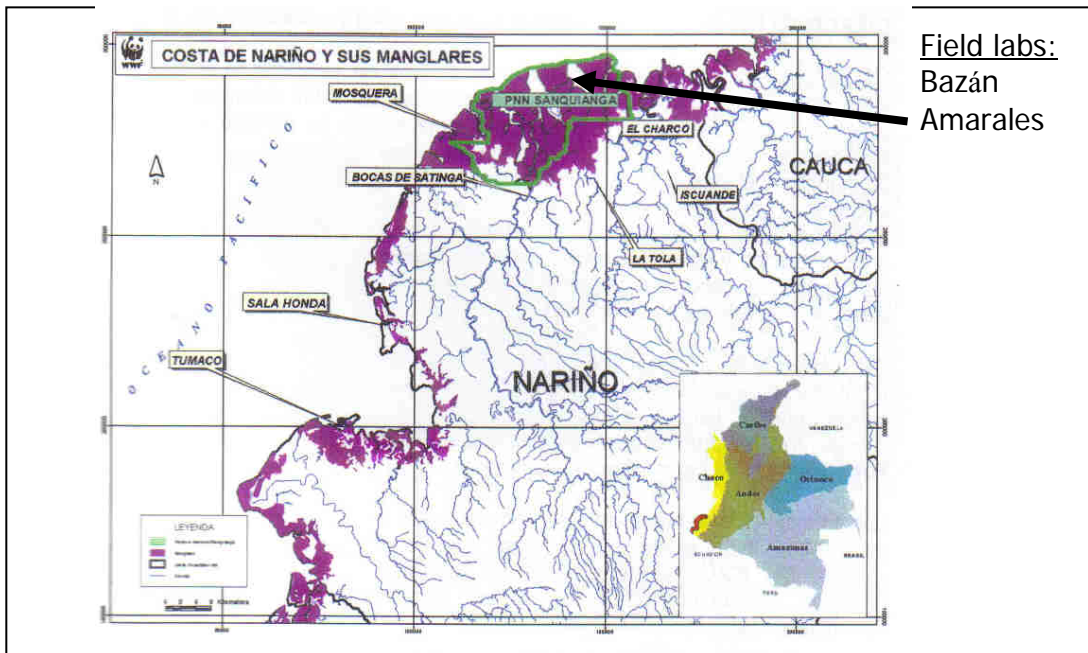 WWF
COSTA DE NARIÑO Y SUS MANGLARES
Field labs:
Bazán
Amarales
MOSQUERA
PNN SANQUIANGA
EL CHARCO
CAUCA
N
BOCAS DE SATINGA
ISCUANDE
OCEANO PACIFICO
LA TOLA
SALA HONDA
TUMACO
NARIÑO
Caribe
VENEZUELA
Choco
Andes
Orinoco
Amazonas
ECUADOR
BRASIL
PERU
LEYENDA
Manglares
Kilometers